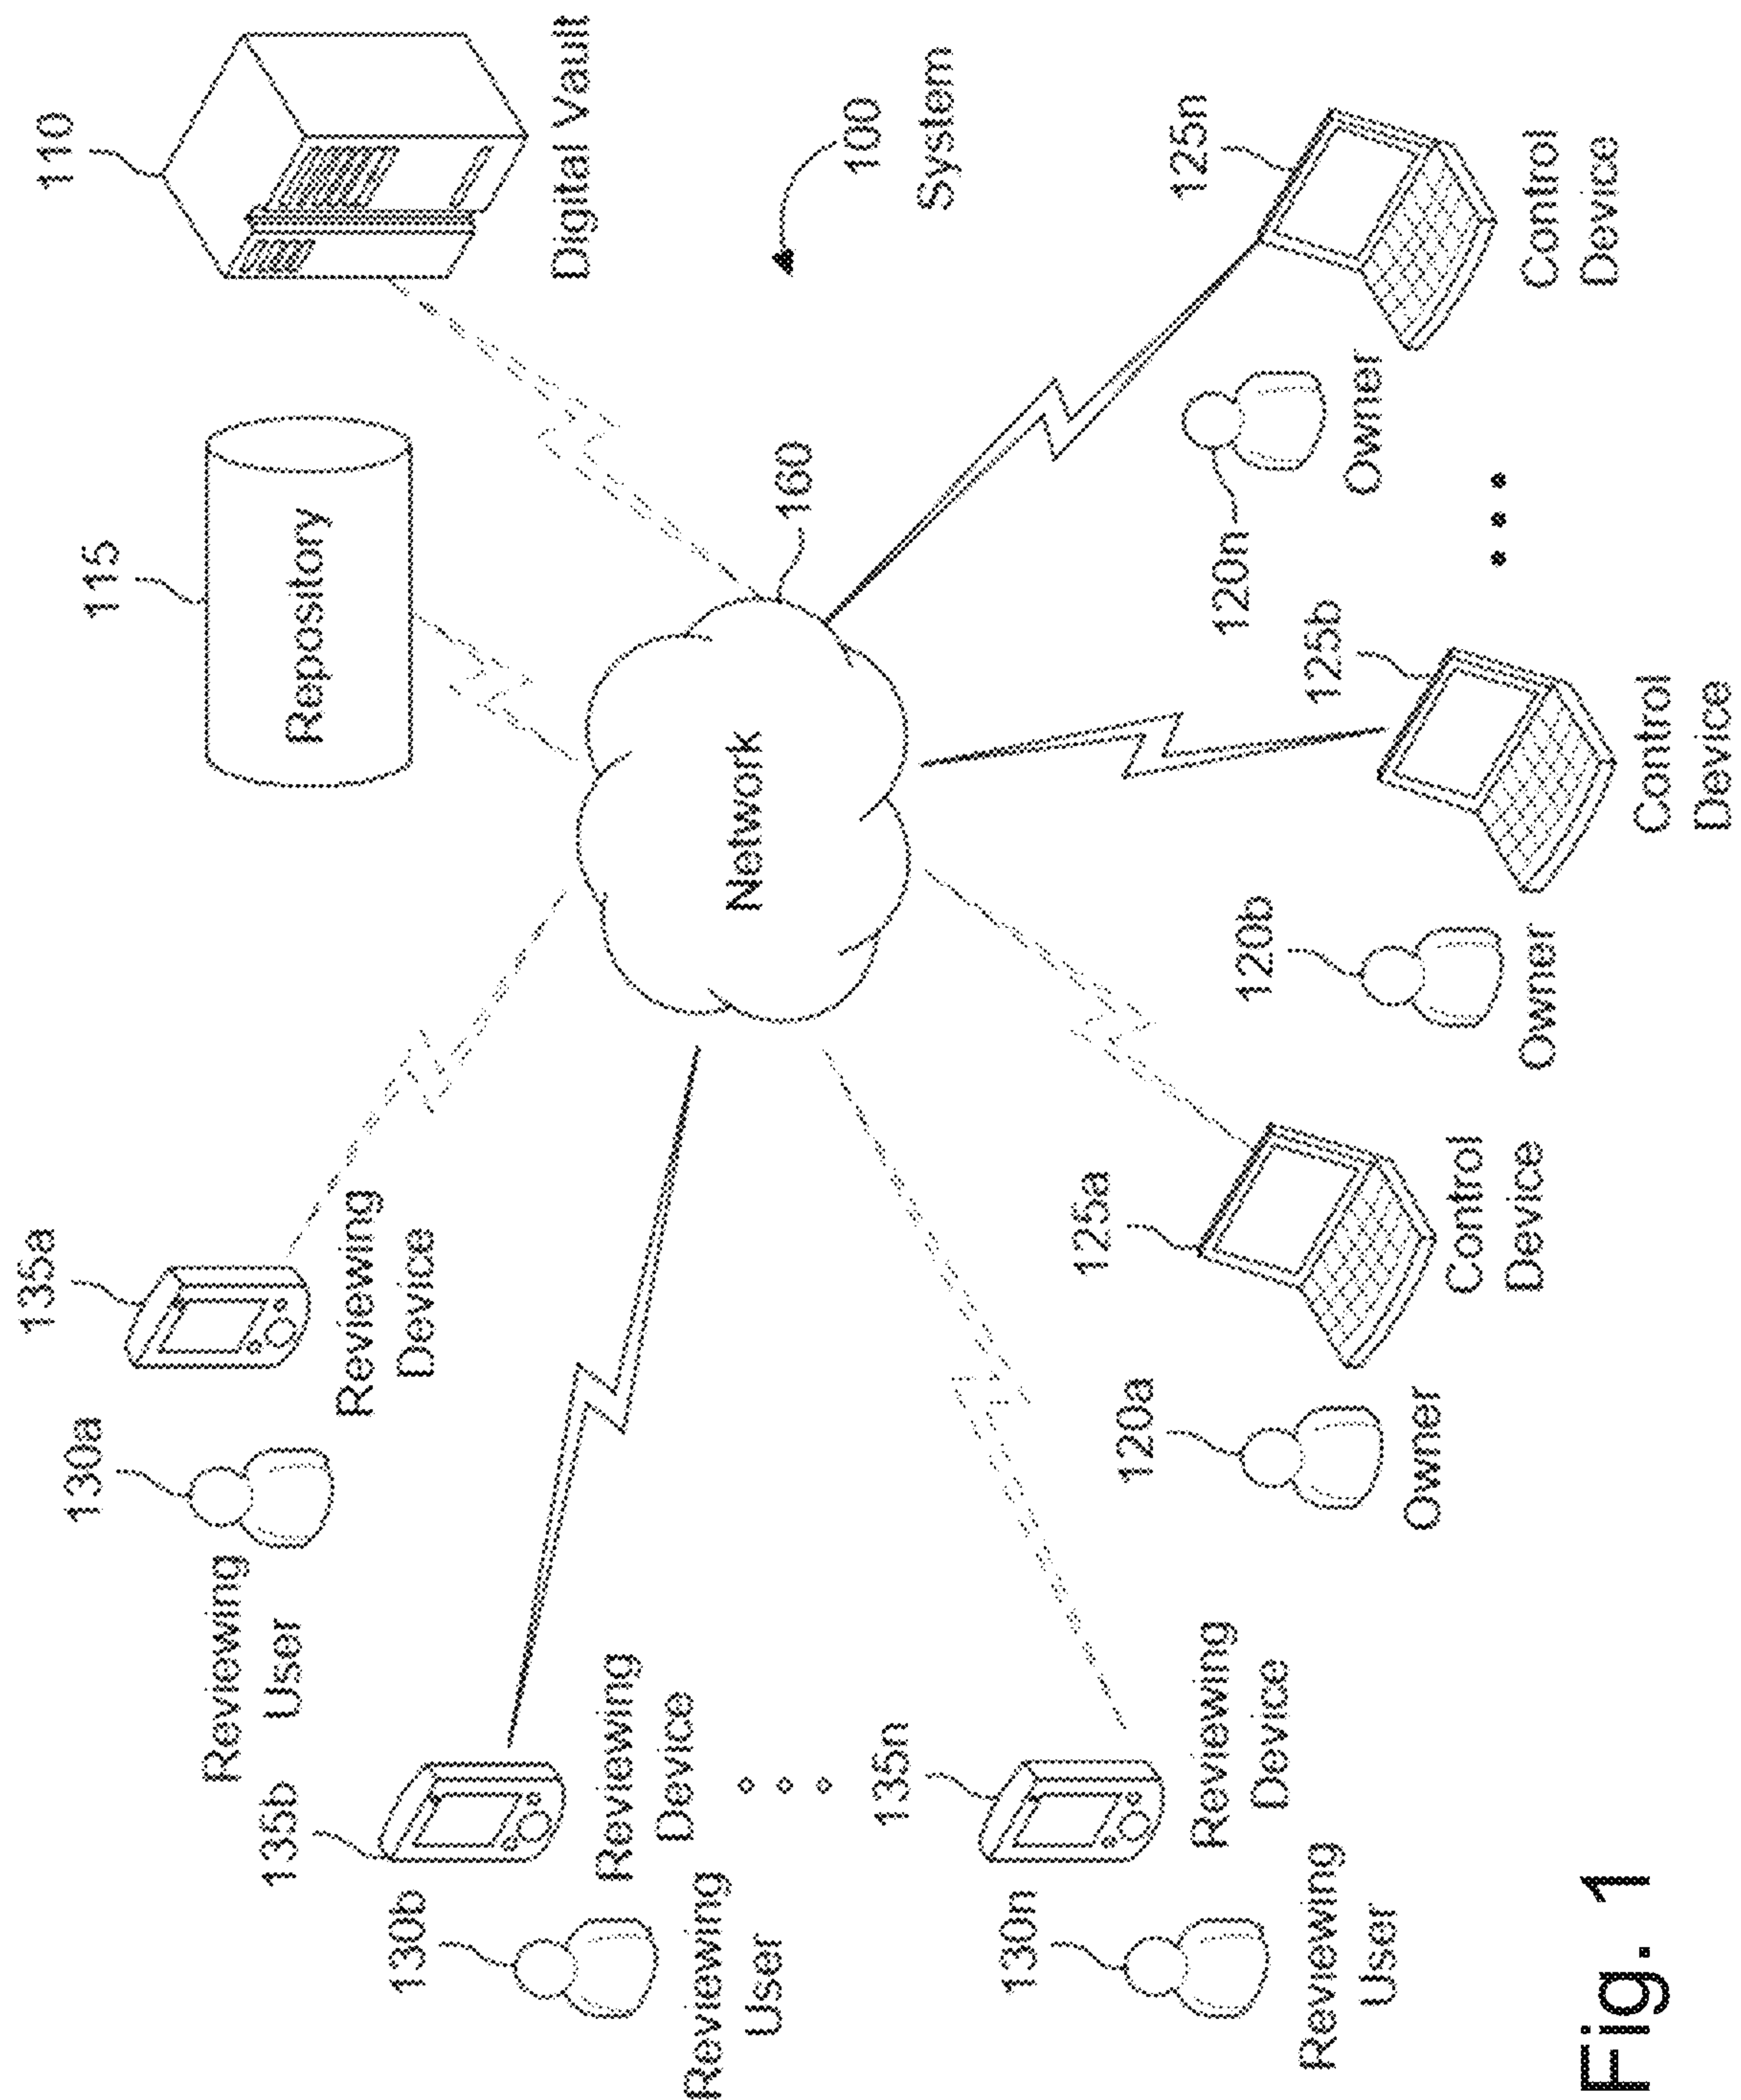 135a
Reviewing
Device
130a
Reviewing
User
135b
Reviewing
Device
130b
Reviewing
User
135n
Reviewing
Device
130n
Reviewing
User
115
Repository
110
Digital Vault
Network
160
100
System
120a
Owner
125a
Control
Device
120b
Owner
125b
Control
Device
120n
Owner
125n
Control
Device
Fig. 1